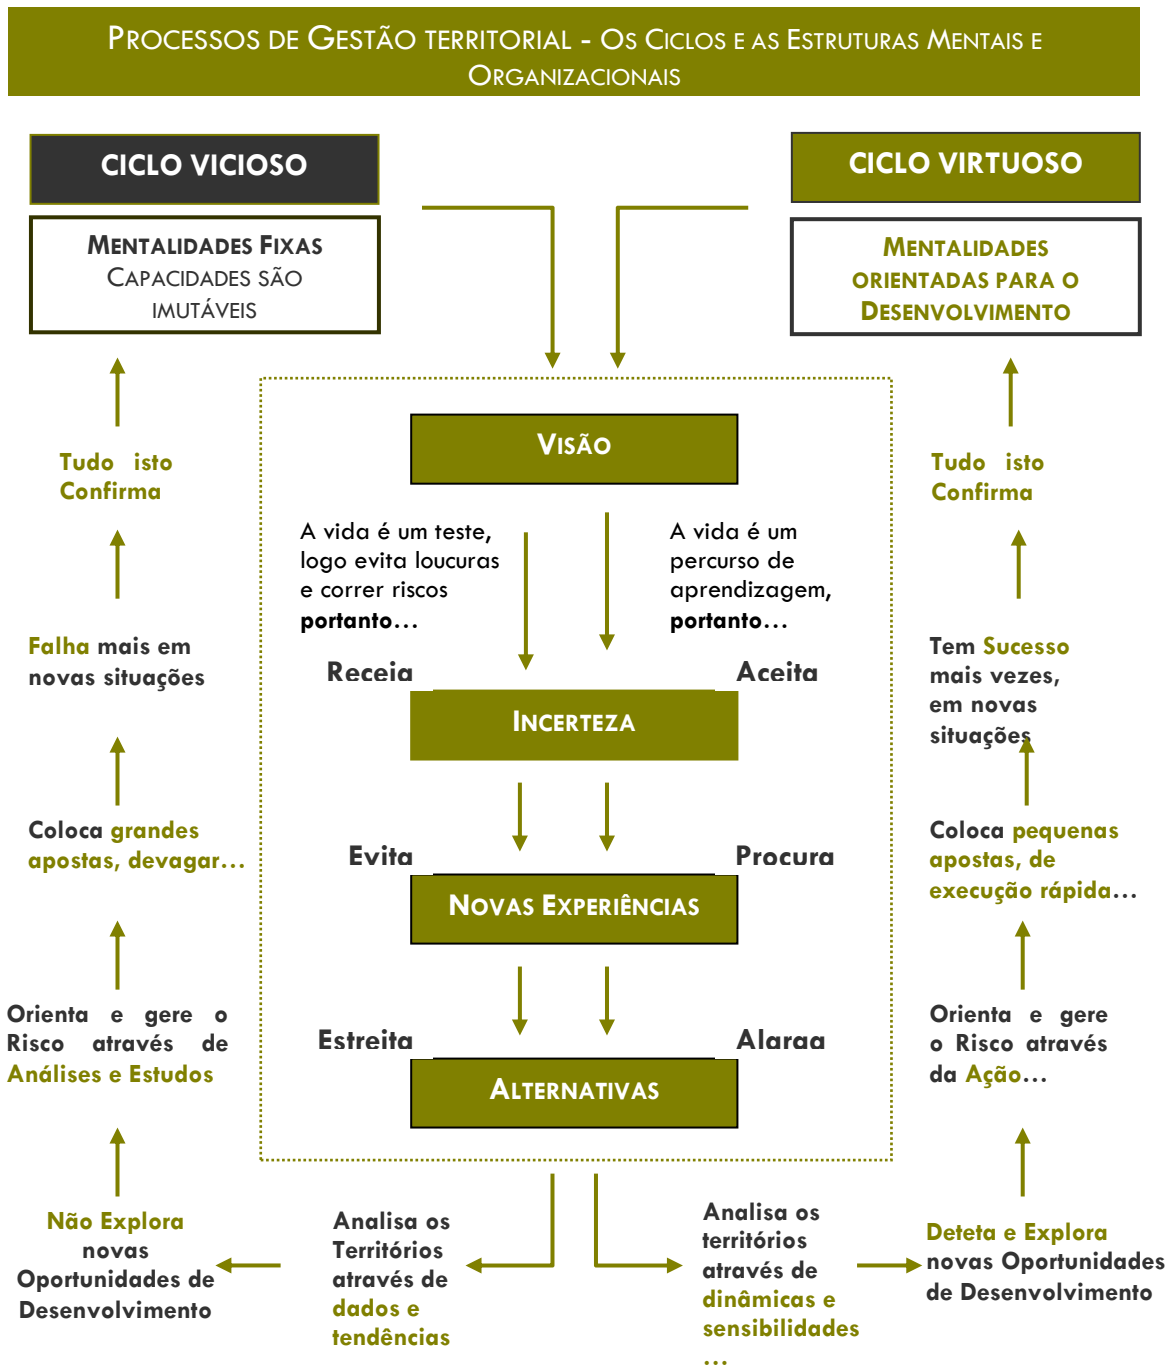 PROCESSOS DE GESTÃO TERRITORIAL - OS CICLOS E AS ESTRUTURAS MENTAIS E
ORGANIZACIONAIS
CICLO VICIOSO
MENTALIDADES FIXAS
CAPACIDADES SÃO
IMUTÁVEIS
CICLO VIRTUOSO
MENTALIDADES
ORIENTADAS PARA O
DESENVOLVIMENTO
VISÃO
A vida é um teste,
logo evita loucuras
e correr riscos
portanto...
A vida é um
percurso de
aprendizagem,
portanto...
Receia
Aceita
INCERTEZA
Evita
Procura
NOVAS EXPERIÊNCIAS
Estreita
Alarga
ALTERNATIVAS
Tudo isto
Confirma
Falha mais em
novas situações
Coloca grandes
apostas, devagar...
Orienta e gere o
Risco através de
Análises e Estudos
Não Explora
novas
Oportunidades de
Desenvolvimento
Analisa os
Territórios
através de
dados e
tendências
Analisa os
territórios
através de
dinâmicas e
sensibilidades
...
Tudo isto
Confirma
Tem Sucesso
mais vezes,
em novas
situações
Coloca pequenas
apostas, de
execução rápida...
Orienta e gere
o Risco através
da Ação...
Deteta e Explora
novas Oportunidades
de Desenvolvimento